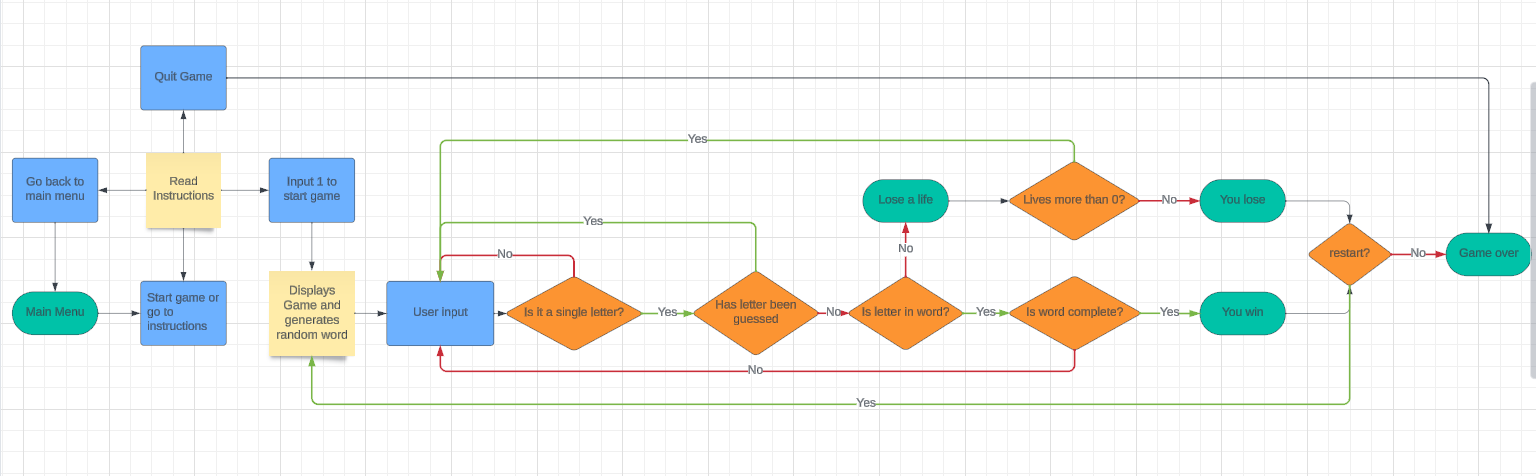 Quit Game
Yes
Go back to
main menu
Read
Instructions
Input 1 to
start game
Lose a life
Lives more than 0?
No
You lose
Yes
No
No
restart?
No
Game over
Main Menu
Start game or
go to
instructions
Displays
Game and
generates
random word
User Input
Is it a single letter?
Yes
Has letter been
guessed
No
Is letter in word?
Yes
Is word complete?
Yes
You win
No
Yes